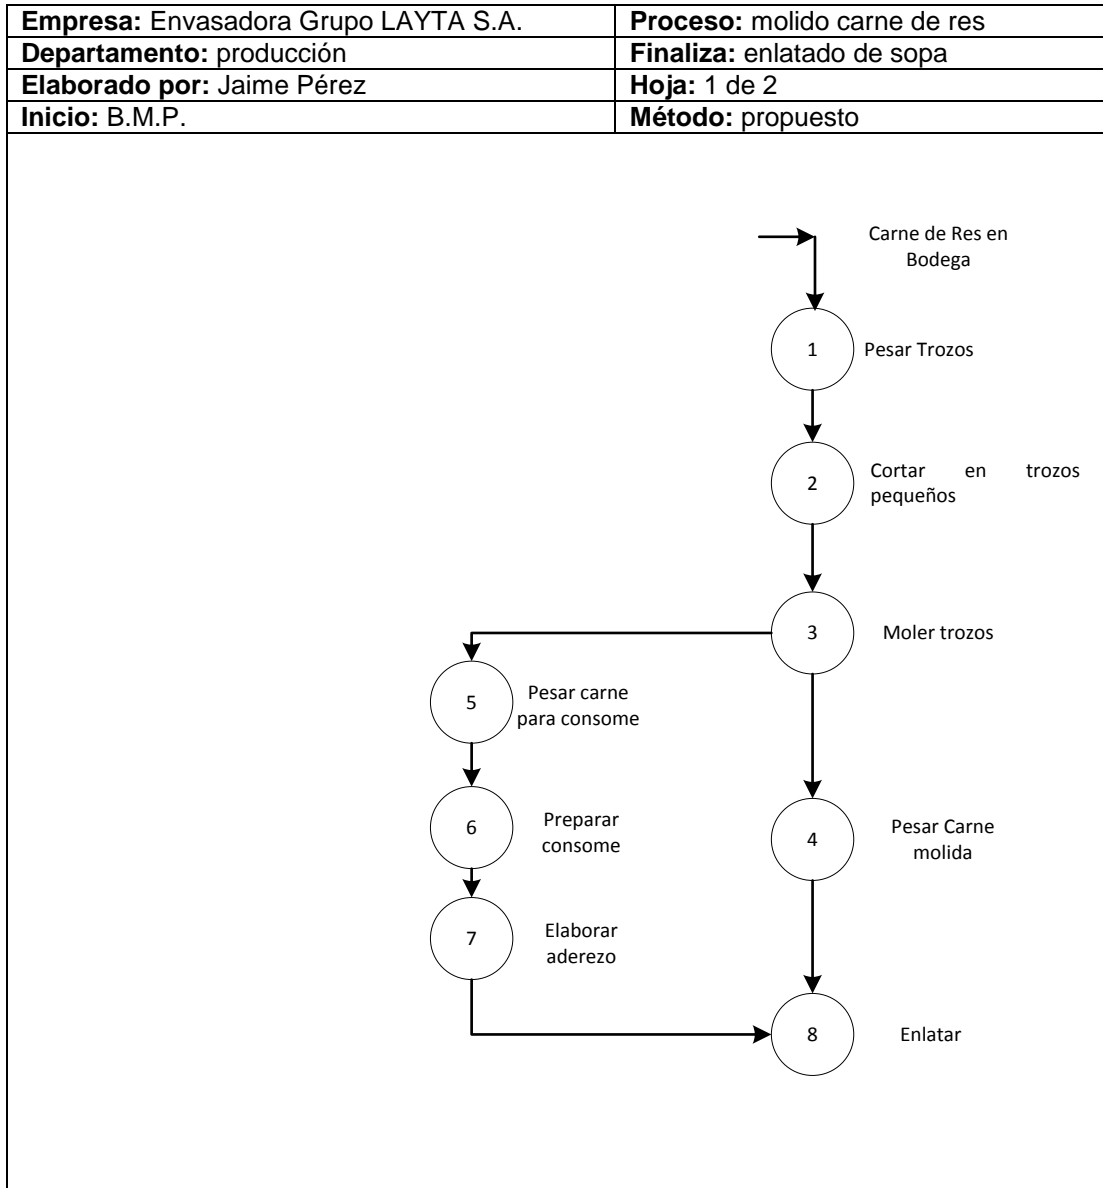 Empresa: Envasadora Grupo LAYTA S.A.
Proceso: molido carne de res
Departamento: producción
Finaliza: enlatado de sopa
Elaborado por: Jaime Pérez
Hoja: 1 de 2
Inicio: B.M.P.
Método: propuesto
Carne de Res en
Bodega
1
Pesar Trozos
2
Cortar en trozos
pequeños
3
Moler trozos
5
Pesar carne
para consome
6
Preparar
consome
4
Pesar Carne
molida
7
Elaborar
aderezo
8
Enlatar